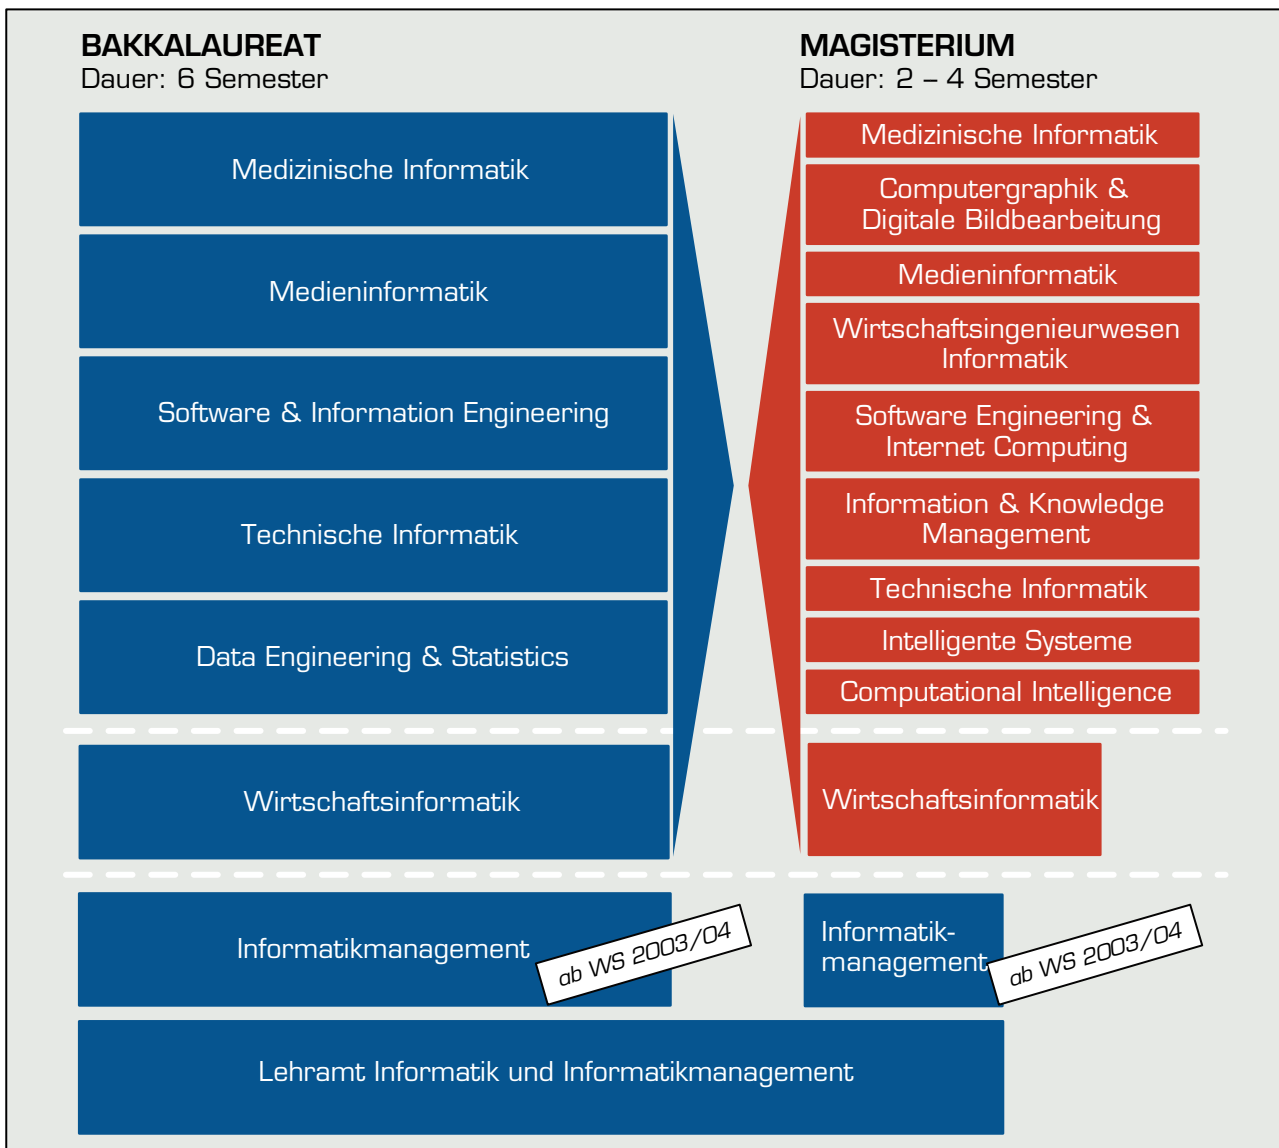 BAKKALAUREAT
Dauer: 6 Semester
Medizinische Informatik
Medieninformatik
Software & Information Engineering
Technische Informatik
Data Engineering & Statistics
Wirtschaftsinformatik
Informatikmanagement
ab WS 2003/04
MAGISTERIUM
Dauer: 2 – 4 Semester
Medizinische Informatik
Computergraphik &
Digitale Bildbearbeitung
Medieninformatik
Wirtschaftsingenieurwesen
Informatik
Software Engineering &
Internet Computing
Information & Knowledge
Management
Technische Informatik
Intelligente Systeme
Computational Intelligence
Wirtschaftsinformatik
Informatik-
management
ab WS 2003/04
Lehramt Informatik und Informatikmanagement